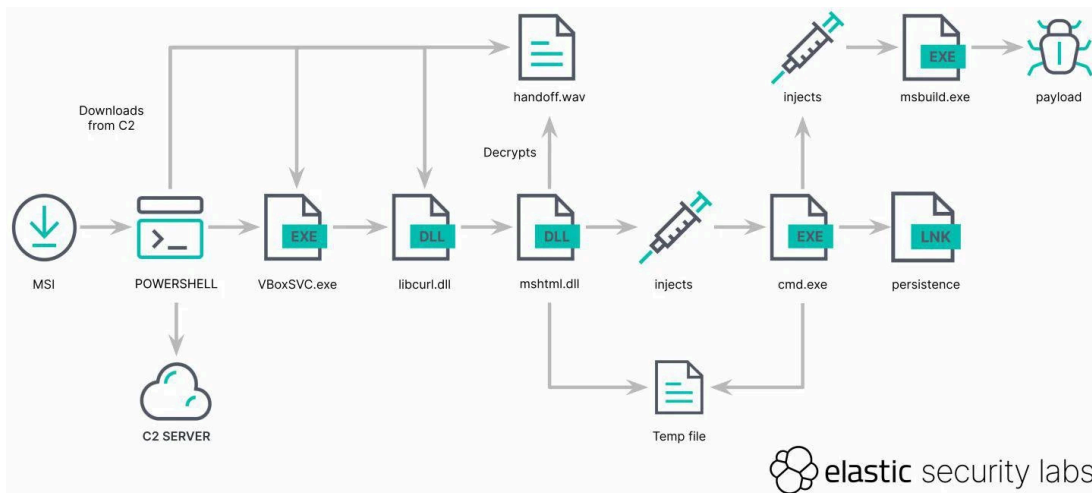 handoff.wav
EXE
injects
msbuild.exe
payload
Downloads
from C2
Decrypts
EXE
DLL
DLL
EXE
LNK
MSI
POWERSHELL
VBoxSVC.exe
libcurl.dll
mshtml.dll
injects
cmd.exe
persistence
C2 SERVER
Temp file
elastic security labs